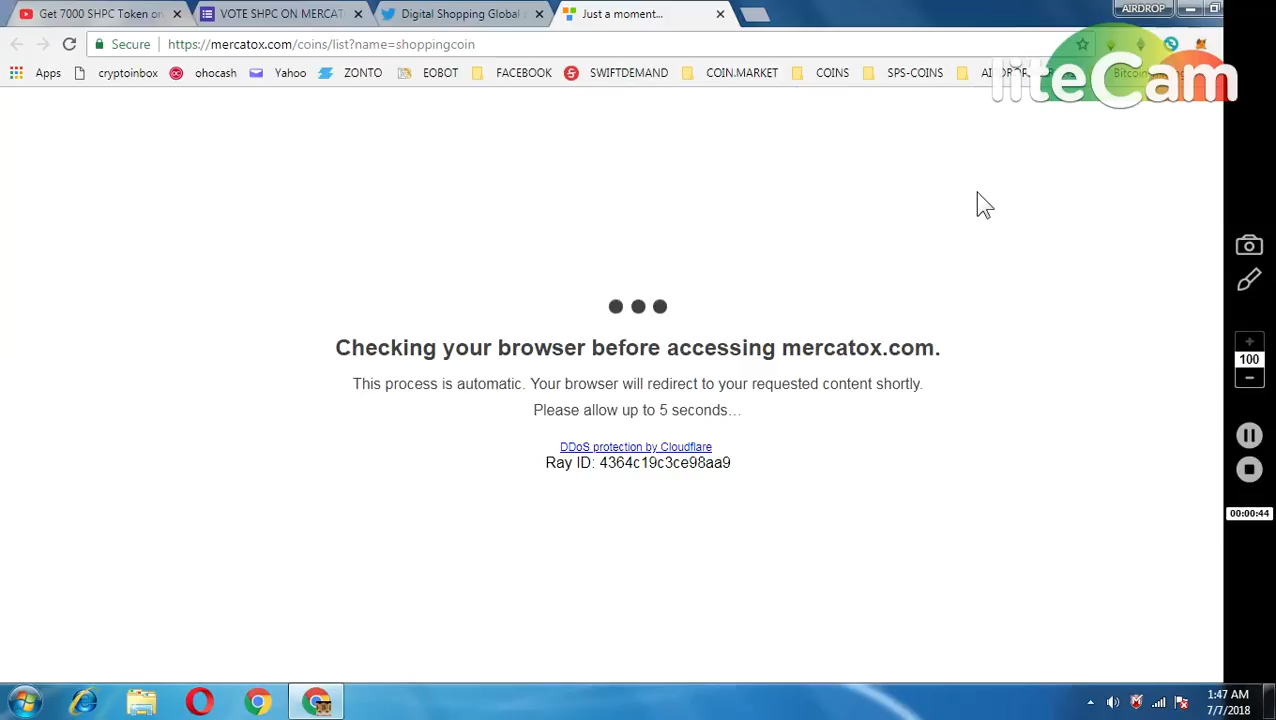 Get 7000 SHPC Token on
VOTE SHPC ON MERCAT
Digital Shopping Global
Just a moment...
AIRDROP
Secure
https://mercatox.com/coins/list?name=shoppingcoin
Apps
cryptoinbox
ohocash
Yahoo
EOBOT
FACEBOOK
SWIFTDEMAND
COIN.MARKET
COINS
SPS-COINS
liteCam
Checking your browser before accessing mercatox.com.
This process is automatic. Your browser will redirect to your requested content shortly.
Please allow up to 5 seconds…
DDoS protection by Cloudflare
Ray ID: 4364c19c3ce98aa9
100
00:00:44
1:47 AM
7/7/2018